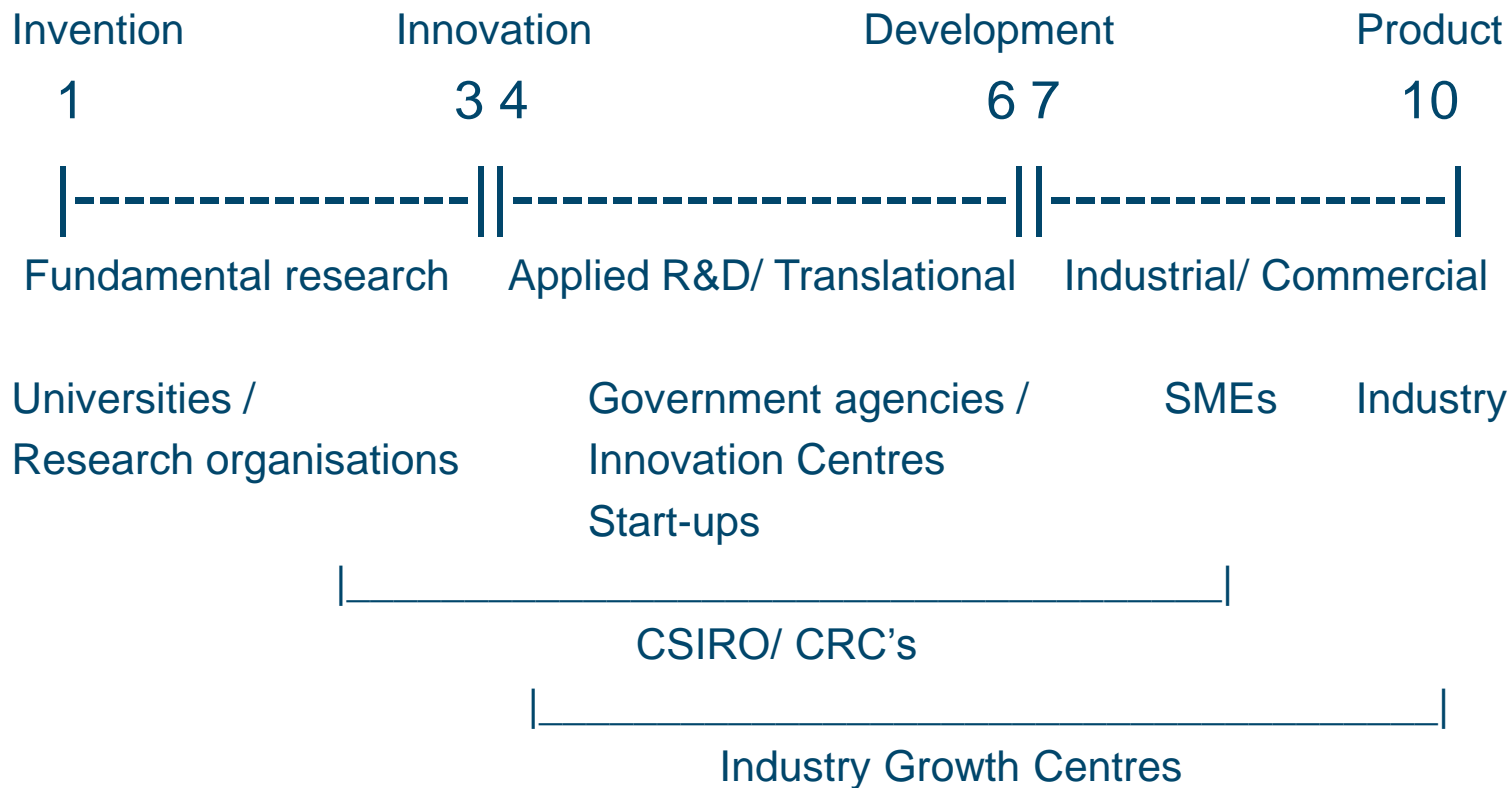 Invention Innovation Development Product
1 3 4 6 7 10
Fundamental research Applied R&D/ Translational Industrial/ Commercial
Universities / Government agencies / SMEs Industry
Research organisations Innovation Centres
Start-ups
CSIRO/ CRC’s
Industry Growth Centres